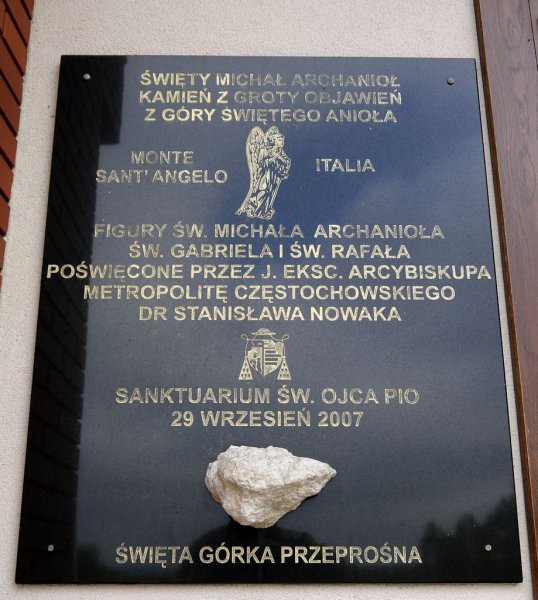 ŚWIĘTY MICHAŁ ARCHANIOŁ
KAMIEŃ Z GROTY OBJAWIEŃ
Z GÓRY ŚWIĘTEGO ANIOŁA
MONTE
SANT' ANGELO
ITALIA
FIGURY ŚW. MICHAŁA ARCHANIOŁA
ŚW. GABRIELA I ŚW. RAFAŁA
POŚWIĘCONE PRZEZ J. EKSC. ARCYBISKUPA
METROPOLITĘ CZĘSTOCHOWSKIEGO
DR STANISŁAWA NOWAKA
SANKTUARIUM ŚW. OJCA PIO
29 WRZESIEŃ 2007
ŚWIĘTA GÓRKA PRZEPROŚNA